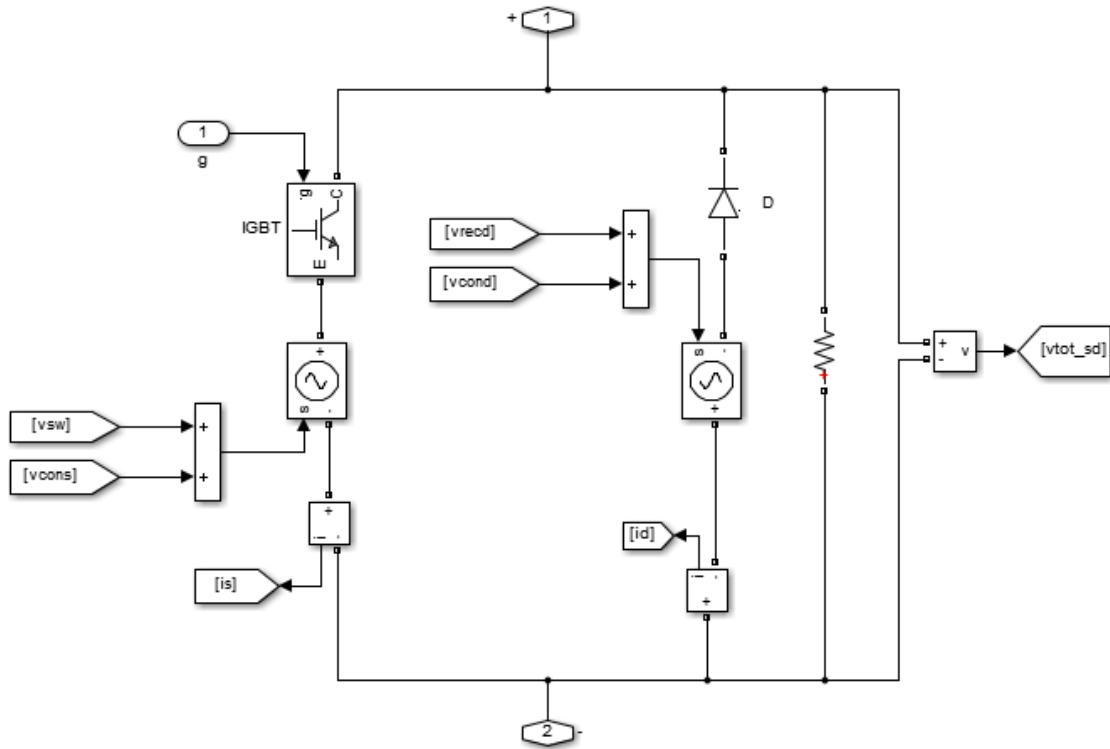 + 1
1
g
g C
IGBT
E
D
[vrecd]
+
[vcond]
+
+
s
s -
+
+
- v
[vtot_sd]
[vsw]
+
[vcons]
+
s -
+
i -
[is]
[id]
i -
+
2 -